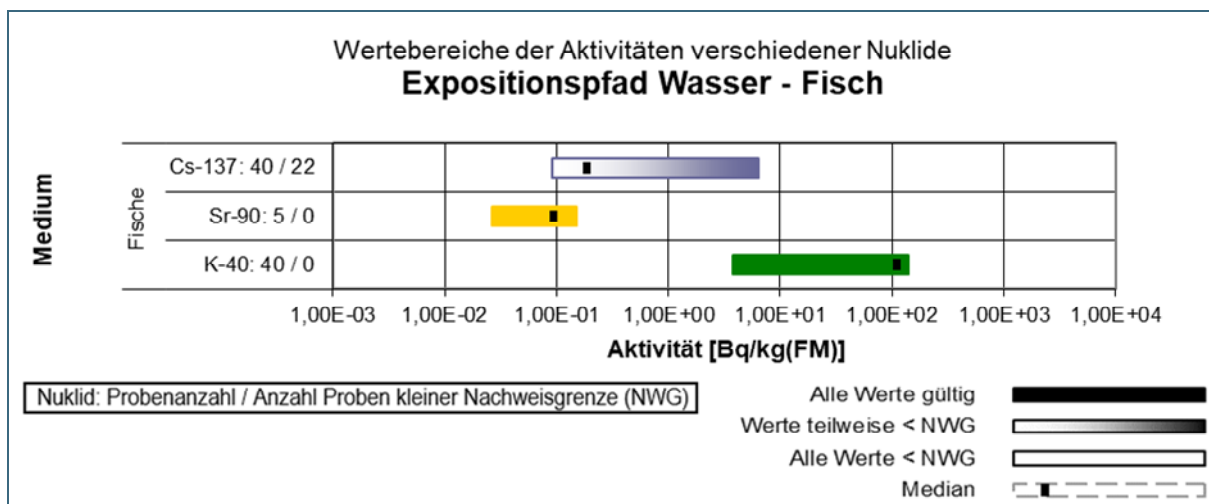 Wertebereiche der Aktivitäten verschiedener Nuklide
Expositionspfad Wasser - Fisch
Medium
Fische
Cs-137: 40 / 22
Sr-90: 5 / 0
K-40: 40 / 0
1,00E-03 1,00E-02 1,00E-01 1,00E+00 1,00E+01 1,00E+02 1,00E+03 1,00E+04
Aktivität [Bq/kg(FM)]
Nuklid: Probenanzahl / Anzahl Proben kleiner Nachweisgrenze (NWG)
Alle Werte gültig
Werte teilweise < NWG
Alle Werte < NWG
Median